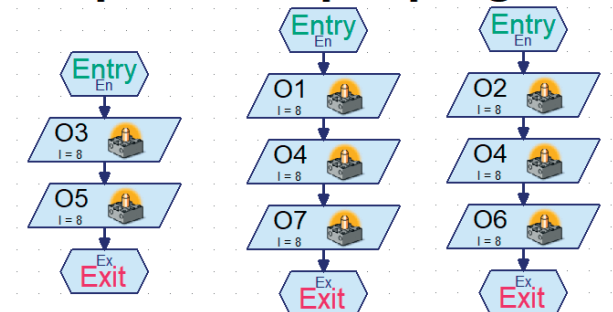 Entry
En
O3
I = 8
O5
I = 8
Ex
Exit
Entry
En
O1
I = 8
O4
I = 8
O7
I = 8
Ex
Exit
Entry
En
O2
I = 8
O4
I = 8
O6
I = 8
Ex
Exit